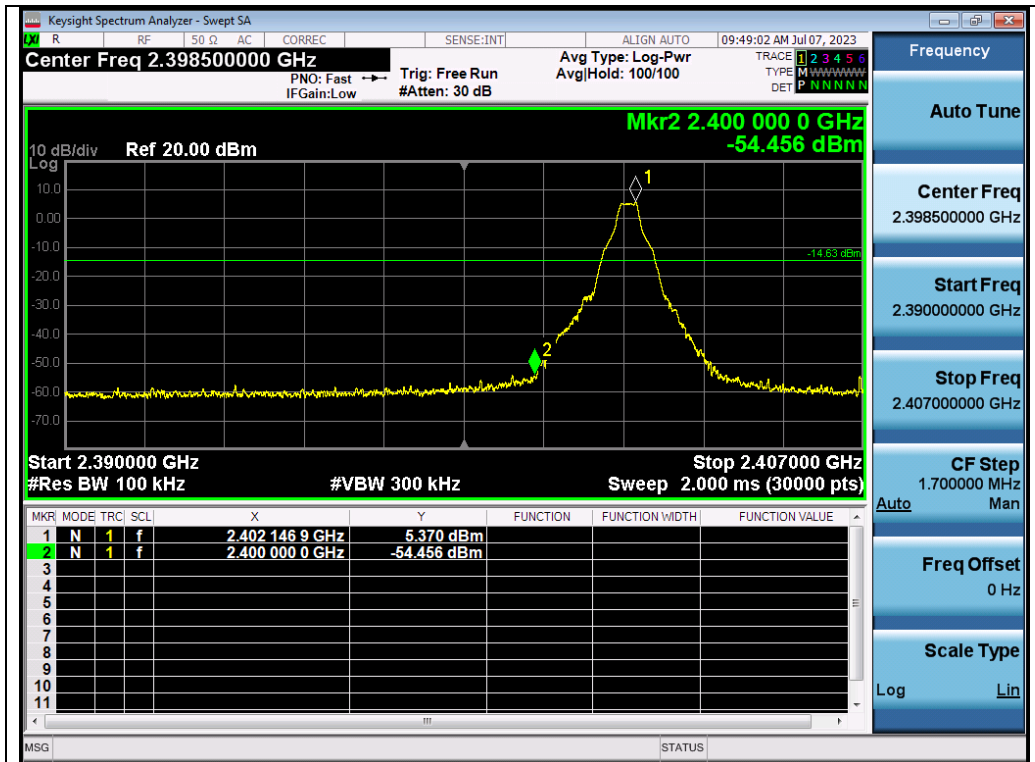 Keysight Spectrum Analyzer - Swept SA
LXI R RF 50 Ω AC CORREC SENSE:INT ALIGN AUTO 09:49:02 AM Jul 07, 2023
Center Freq 2.398500000 GHz
PNO: Fast
IFGain:Low
Trig: Free Run
#Atten: 30 dB
Avg Type: Log-Pwr
Avg|Hold: 100/100
TRACE 1 2 3 4 5 6
TYPE M WWWWW
DET P N N N N N
Mkr2 2.400 000 0 GHz
-54.456 dBm
10 dB/div Ref 20.00 dBm
Log
10.0
0.00
-10.0
-20.0
-30.0
-40.0
-50.0
-60.0
-70.0
1
-14.63 dBm
2
Start 2.390000 GHz Stop 2.407000 GHz
#Res BW 100 kHz #VBW 300 kHz Sweep 2.000 ms (30000 pts)
MKR MODE TRC SCL X Y FUNCTION FUNCTION WIDTH FUNCTION VALUE
1 N 1 f 2.402 146 9 GHz 5.370 dBm
2 N 1 f 2.400 000 0 GHz -54.456 dBm
3
4
5
6
7
8
9
10
11
MSG STATUS
Frequency
Auto Tune
Center Freq
2.398500000 GHz
Start Freq
2.390000000 GHz
Stop Freq
2.407000000 GHz
CF Step
1.700000 MHz
Auto Man
Freq Offset
0 Hz
Scale Type
Log Lin